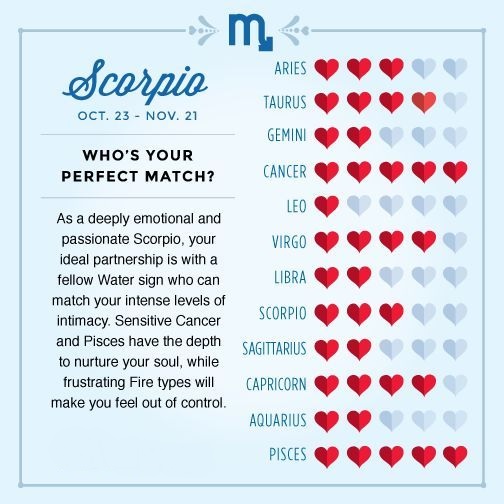 Scorpio
OCT. 23 - NOV. 21
WHO'S YOUR
PERFECT MATCH?
As a deeply emotional and
passionate Scorpio, your
ideal partnership is with a
fellow Water sign who can
match your intense levels of
intimacy. Sensitive Cancer
and Pisces have the depth
to nurture your soul, while
frustrating Fire types will
make you feel out of control.
ARIES
TAURUS
GEMINI
CANCER
LEO
VIRGO
LIBRA
SCORPIO
SAGITTARIUS
CAPRICORN
AQUARIUS
PISCES